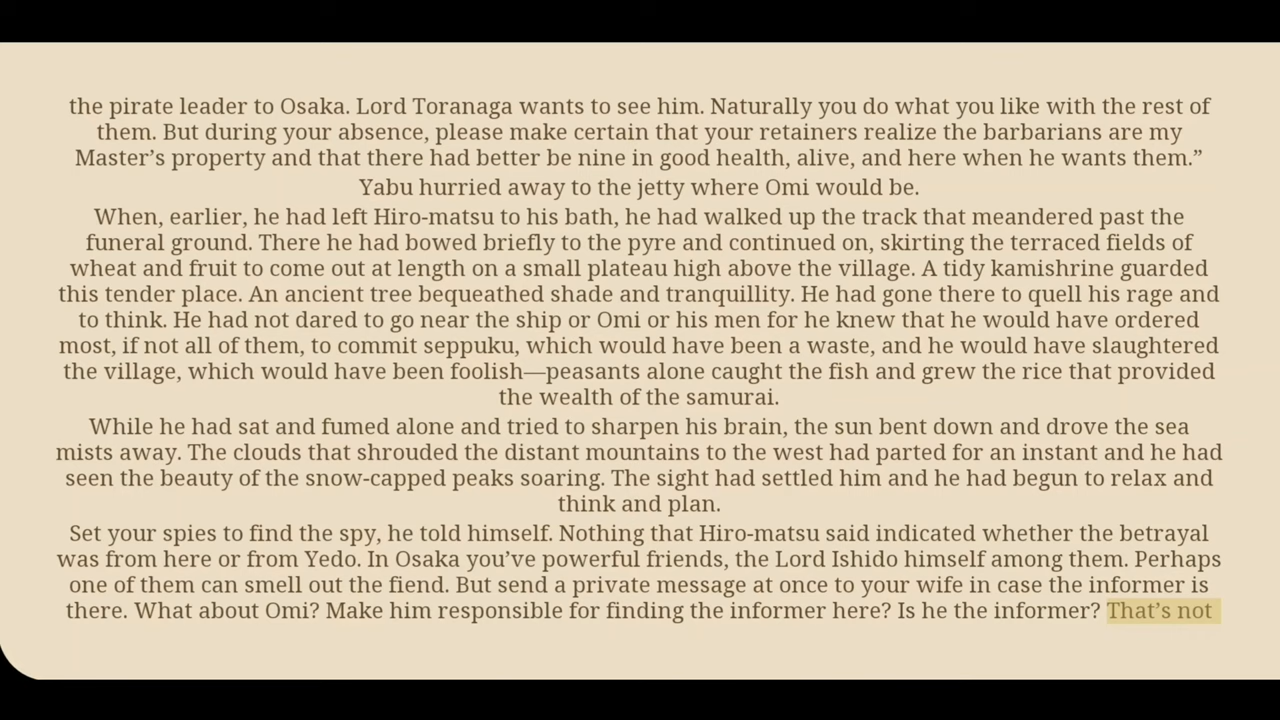 the pirate leader to Osaka. Lord Toranaga wants to see him. Naturally you do what you like with the rest of
them. But during your absence, please make certain that your retainers realize the barbarians are my
Master’s property and that there had better be nine in good health, alive, and here when he wants them.”
Yabu hurried away to the jetty where Omi would be.
When, earlier, he had left Hiro-matsu to his bath, he had walked up the track that meandered past the
funeral ground. There he had bowed briefly to the pyre and continued on, skirting the terraced fields of
wheat and fruit to come out at length on a small plateau high above the village. A tidy kamishrine guarded
this tender place. An ancient tree bequeathed shade and tranquillity. He had gone there to quell his rage and
to think. He had not dared to go near the ship or Omi or his men for he knew that he would have ordered
most, if not all of them, to commit seppuku, which would have been a waste, and he would have slaughtered
the village, which would have been foolish—peasants alone caught the fish and grew the rice that provided
the wealth of the samurai.
While he had sat and fumed alone and tried to sharpen his brain, the sun bent down and drove the sea
mists away. The clouds that shrouded the distant mountains to the west had parted for an instant and he had
seen the beauty of the snow-capped peaks soaring. The sight had settled him and he had begun to relax and
think and plan.
Set your spies to find the spy, he told himself. Nothing that Hiro-matsu said indicated whether the betrayal
was from here or from Yedo. In Osaka you’ve powerful friends, the Lord Ishido himself among them. Perhaps
one of them can smell out the fiend. But send a private message at once to your wife in case the informer is
there. What about Omi? Make him responsible for finding the informer here? Is he the informer? That’s not